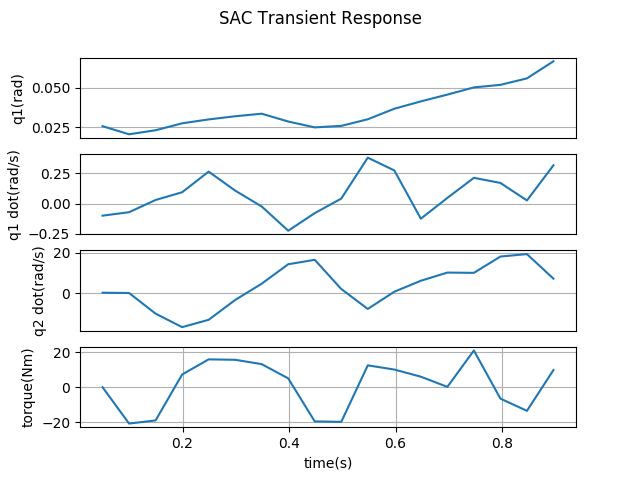 SAC Transient Response
q1(rad)
0.050
0.025
q1 dot(rad/s)
0.25
0.00
−0.25
q2 dot(rad/s)
20
0
torque(Nm)
20
0
−20
0.2 0.4 0.6 0.8
time(s)